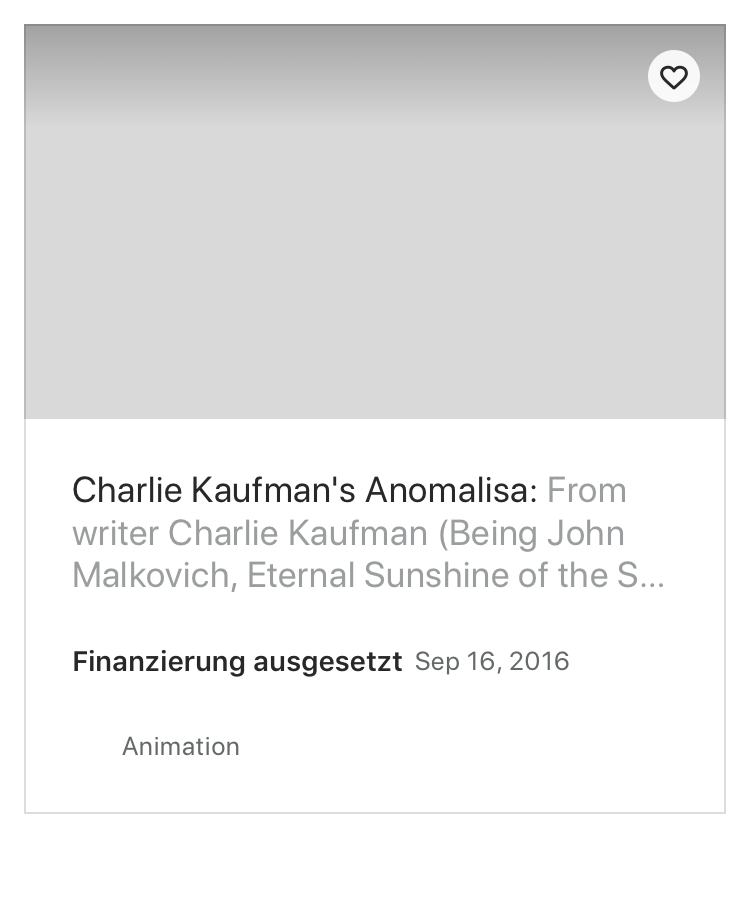 Charlie Kaufman's Anomalisa: From
writer Charlie Kaufman (Being John
Malkovich, Eternal Sunshine of the S...
Finanzierung ausgesetzt Sep 16, 2016
Animation